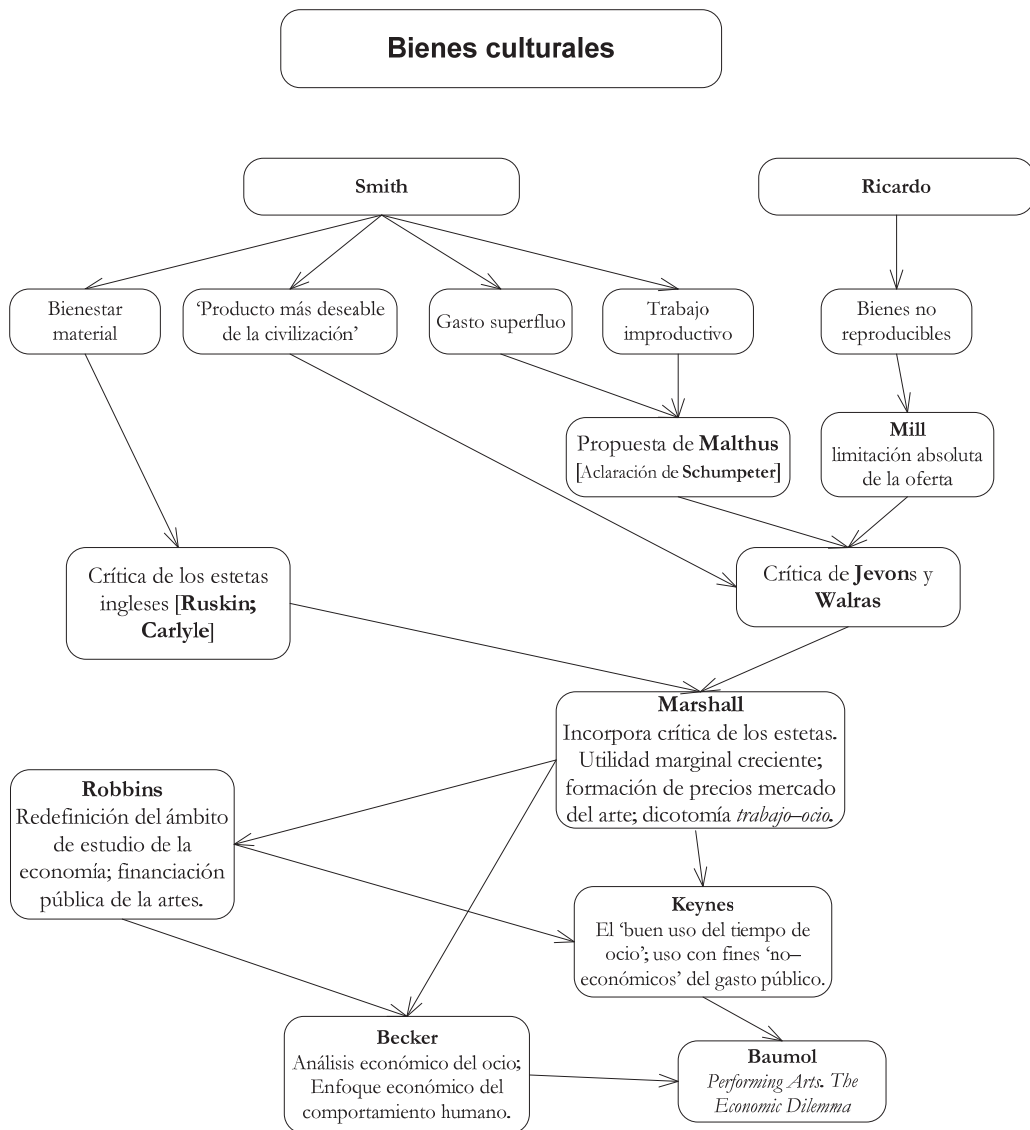 Bienes culturales
Smith
Ricardo
Bienestar
material
‘Producto más deseable
de la civilización’
Gasto superfluo
Trabajo
improductivo
Bienes no
reproducibles
Propuesta de Malthus
[Aclaración de Schumpeter]
Mill
limitación absoluta
de la oferta
Crítica de los estetas
ingleses [Ruskin;
Carlyle]
Crítica de Jevons y
Walras
Marshall
Incorpora crítica de los estetas.
Utilidad marginal creciente;
formación de precios mercado
del arte; dicotomía trabajo–ocio.
Robbins
Redefinición del ámbito
de estudio de la
economía; financiación
pública de la artes.
Keynes
El ‘buen uso del tiempo de
ocio’; uso con fines ‘no–
económicos’ del gasto público.
Becker
Análisis económico del ocio;
Enfoque económico del
comportamiento humano.
Baumol
Performing Arts. The
Economic Dilemma